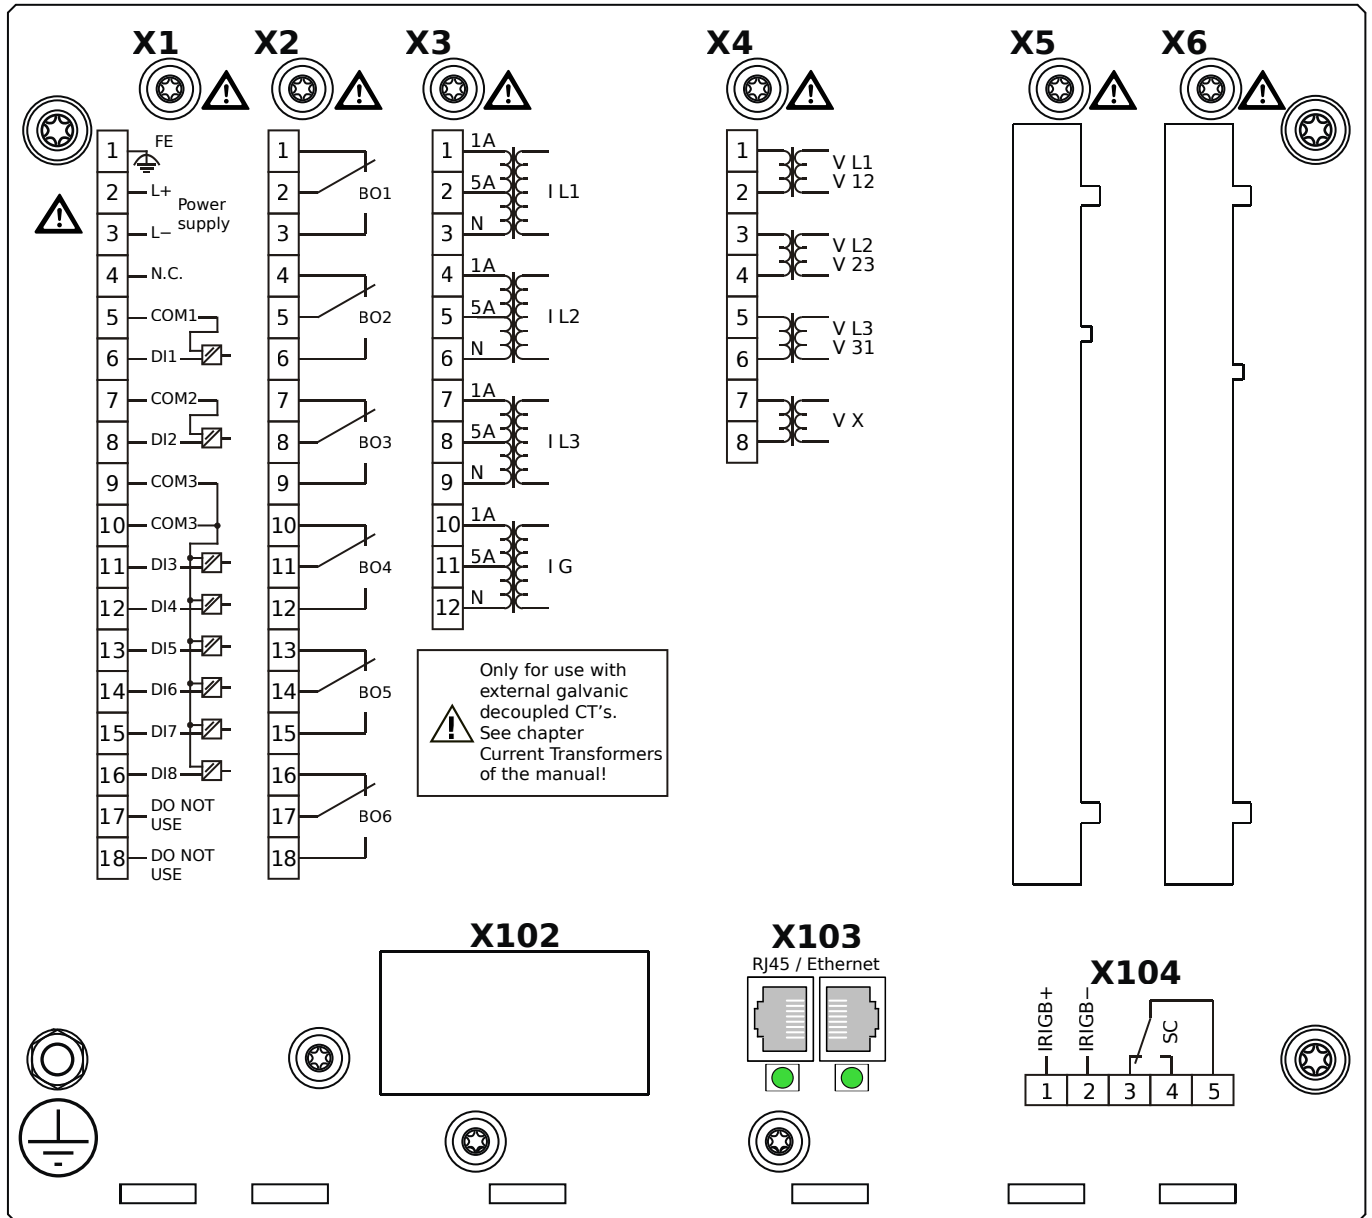 X1
X2
X3
X4
X5
X6
1
FE
2
L+
Power
supply
3
L−
4
N.C.
5
COM1
6
DI1
7
COM2
8
DI2
9
COM3
10
COM3
11
DI3
12
DI4
13
DI5
14
DI6
15
DI7
16
DI8
17
DO NOT
USE
18
DO NOT
USE
1
2
BO1
3
4
5
BO2
6
7
8
BO3
9
10
11
BO4
12
13
14
BO5
15
16
17
BO6
18
1
1A
2
5A
I L1
3
N
4
1A
5
5A
I L2
6
N
7
1A
8
5A
I L3
9
N
10
1A
11
5A
I G
12
N
!
Only for use with
external galvanic
decoupled CT's.
See chapter
Current Transformers
of the manual!
1
V L1
2
V 12
3
V L2
4
V 23
5
V L3
6
V 31
7
V X
8
X102
X103
RJ45 / Ethernet
X104
IRIGB+
IRIGB−
SC
1
2
3
4
5